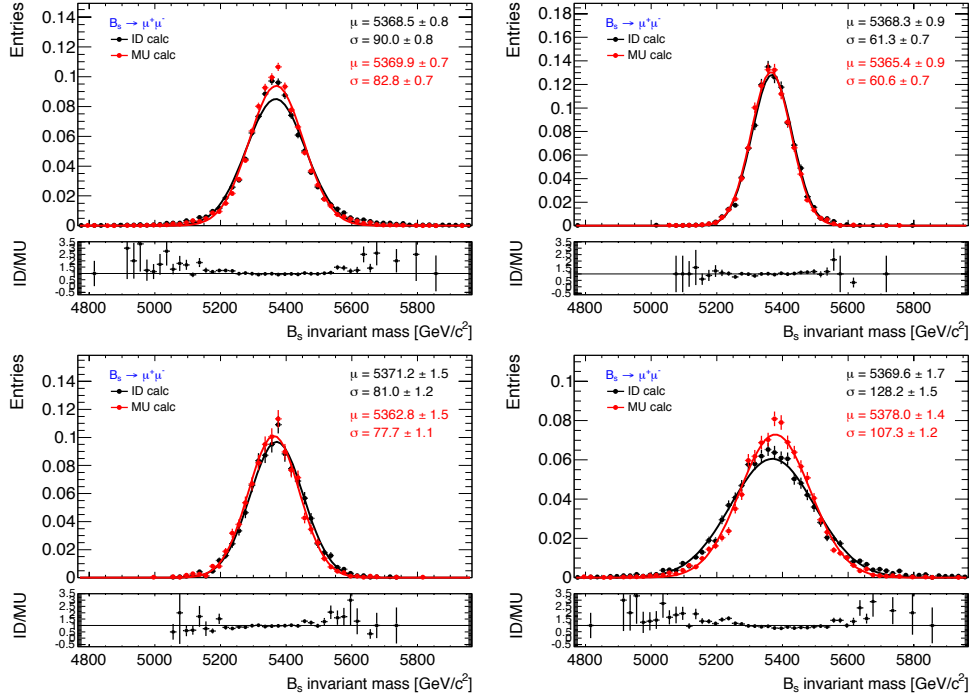 Entries
0.14
0.12
0.1
0.08
0.06
0.04
0.02
0
Bₛ → μ⁺μ⁻
ID calc
MU calc
μ = 5368.5 ± 0.8
σ = 90.0 ± 0.8
μ = 5369.9 ± 0.7
σ = 82.8 ± 0.7
ID/MU
3.5
2.5
1.5
0.5
-0.5
4800 5000 5200 5400 5600 5800
Bₛ invariant mass [GeV/c²]
Entries
0.16
0.14
0.12
0.1
0.08
0.06
0.04
0.02
0
Bₛ → μ⁺μ⁻
ID calc
MU calc
μ = 5368.3 ± 0.9
σ = 61.3 ± 0.7
μ = 5365.4 ± 0.9
σ = 60.6 ± 0.7
ID/MU
3.5
2.5
1.5
0.5
-0.5
4800 5000 5200 5400 5600 5800
Bₛ invariant mass [GeV/c²]
Entries
0.14
0.12
0.1
0.08
0.06
0.04
0.02
0
Bₛ → μ⁺μ⁻
ID calc
MU calc
μ = 5371.2 ± 1.5
σ = 81.0 ± 1.2
μ = 5362.8 ± 1.5
σ = 77.7 ± 1.1
ID/MU
3.5
2.5
1.5
0.5
-0.5
4800 5000 5200 5400 5600 5800
Bₛ invariant mass [GeV/c²]
Entries
0.1
0.08
0.06
0.04
0.02
0
Bₛ → μ⁺μ⁻
ID calc
MU calc
μ = 5369.6 ± 1.7
σ = 128.2 ± 1.5
μ = 5378.0 ± 1.4
σ = 107.3 ± 1.2
ID/MU
3.5
2.5
1.5
0.5
-0.5
4800 5000 5200 5400 5600 5800
Bₛ invariant mass [GeV/c²]